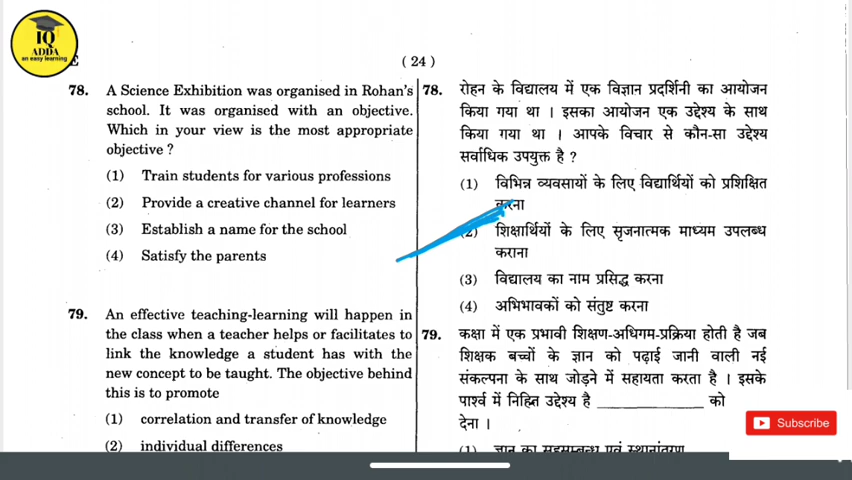 IQ
ADDA
an easy learning
E
( 24 )
78. A Science Exhibition was organised in Rohan's
school. It was organised with an objective.
Which in your view is the most appropriate
objective ?
(1) Train students for various professions
(2) Provide a creative channel for learners
(3) Establish a name for the school
(4) Satisfy the parents
79. An effective teaching-learning will happen in
the class when a teacher helps or facilitates to
link the knowledge a student has with the
new concept to be taught. The objective behind
this is to promote
(1) correlation and transfer of knowledge
(2) individual differences
78. रोहन के विद्यालय में एक विज्ञान प्रदर्शिनी का आयोजन
किया गया था । इसका आयोजन एक उद्देश्य के साथ
किया गया था । आपके विचार से कौन-सा उद्देश्य
सर्वाधिक उपयुक्त है ?
(1) विभिन्न व्यवसायों के लिए विद्यार्थियों को प्रशिक्षित
करना
(2) शिक्षार्थियों के लिए सृजनात्मक माध्यम उपलब्ध
कराना
(3) विद्यालय का नाम प्रसिद्ध करना
(4) अभिभावकों को संतुष्ट करना
79. कक्षा में एक प्रभावी शिक्षण-अधिगम-प्रक्रिया होती है जब
शिक्षक बच्चों के ज्ञान को पढ़ाई जानी वाली नई
संकल्पना के साथ जोड़ने में सहायता करता है । इसके
पार्श्व में निहित उद्देश्य है ____________ को
देना ।
(1) ज्ञान का सहसम्बन्ध एवं स्थानांतरण
Subscribe